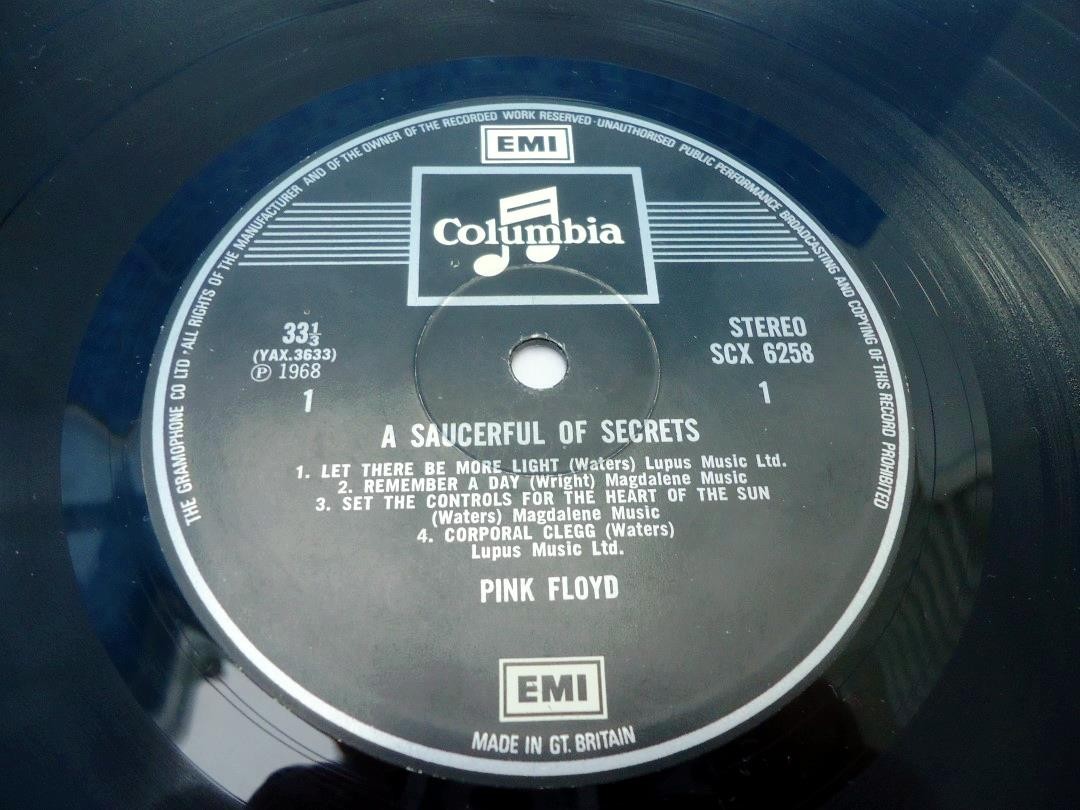 THE GRAMOPHONE CO LTD · ALL RIGHTS OF THE MANUFACTURER AND OF THE OWNER OF THE RECORDED WORK RESERVED · UNAUTHORISED PUBLIC PERFORMANCE BROADCASTING AND COPYING OF THIS RECORD PROHIBITED
EMI
Columbia
33⅓
(YAX.3633)
Ⓟ 1968
1
STEREO
SCX 6258
1
A SAUCERFUL OF SECRETS
1. LET THERE BE MORE LIGHT (Waters) Lupus Music Ltd.
2. REMEMBER A DAY (Wright) Magdalene Music
3. SET THE CONTROLS FOR THE HEART OF THE SUN
(Waters) Magdalene Music
4. CORPORAL CLEGG (Waters)
Lupus Music Ltd.
PINK FLOYD
EMI
MADE IN GT. BRITAIN